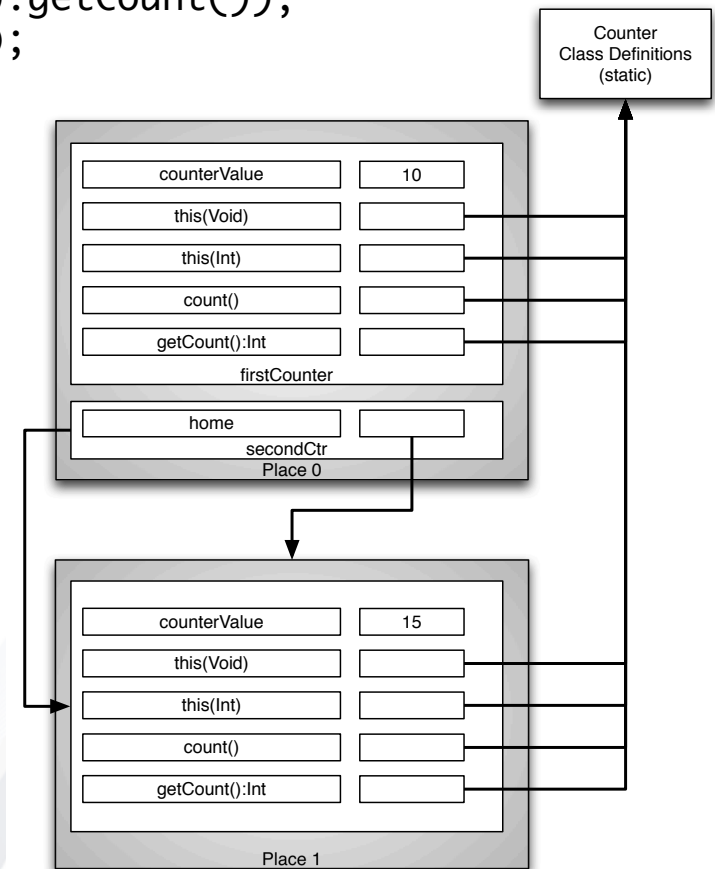 ).getCount());
);
Counter
Class Definitions
(static)
counterValue 10
this(Void)
this(Int)
count()
getCount():Int
firstCounter
home
secondCtr
Place 0
counterValue 15
this(Void)
this(Int)
count()
getCount():Int
Place 1